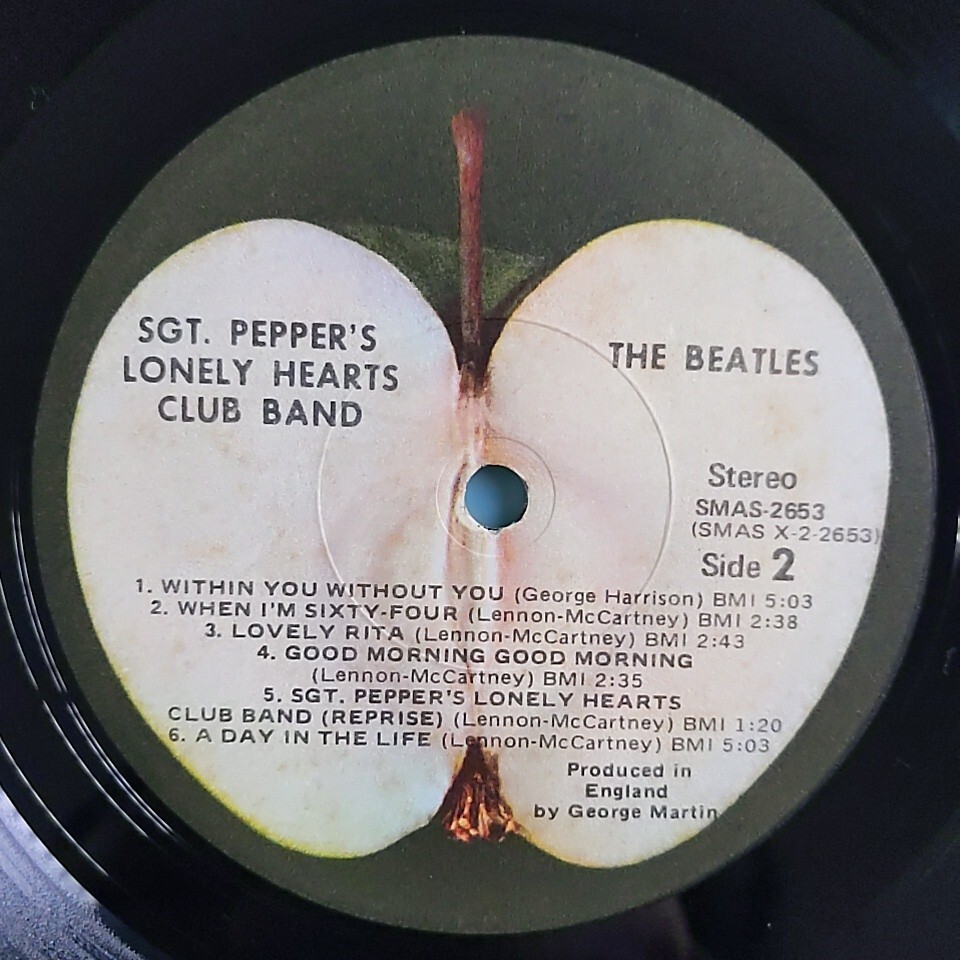 SGT. PEPPER'S
LONELY HEARTS
CLUB BAND
THE BEATLES
Stereo
SMAS-2653
(SMAS X-2-2653)
Side 2
1. WITHIN YOU WITHOUT YOU (George Harrison) BMI 5:03
2. WHEN I'M SIXTY-FOUR (Lennon-McCartney) BMI 2:38
3. LOVELY RITA (Lennon-McCartney) BMI 2:43
4. GOOD MORNING GOOD MORNING
(Lennon-McCartney) BMI 2:35
5. SGT. PEPPER'S LONELY HEARTS
CLUB BAND (REPRISE) (Lennon-McCartney) BMI 1:20
6. A DAY IN THE LIFE (Lennon-McCartney) BMI 5:03
Produced in
England
by George Martin